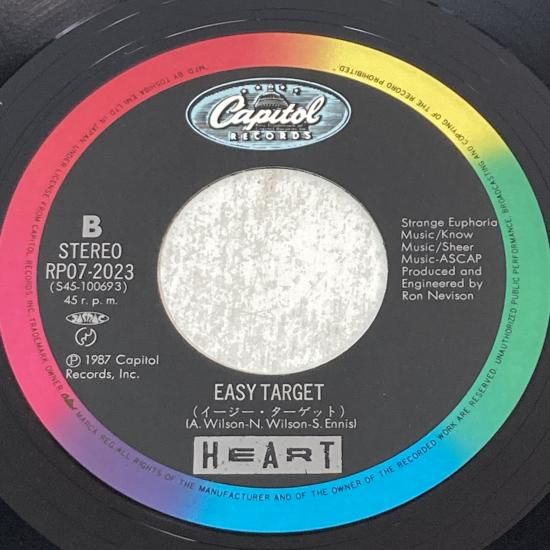 Capitol
RECORDS
B
STEREO
RP07-2023
(S45-100693)
45 r. p. m.
℗ 1987 Capitol
Records, Inc.
Strange Euphoria
Music/Know
Music/Sheer
Music-ASCAP
Produced and
Engineered by
Ron Nevison
EASY TARGET
(イージー・ターゲット)
(A. Wilson-N. Wilson-S. Ennis)
HEART
"MF'D BY TOSHIBA EMI LTD. IN JAPAN UNDER LICENSE FROM CAPITOL RECORDS, INC. TRADEMARK OWNER. MARCA REG. ALL RIGHTS OF THE MANUFACTURER AND OF THE OWNER OF THE RECORDED WORK RESERVED. UNAUTHORIZED PUBLIC PERFORMANCE, BROADCASTING AND COPYING OF THE RECORD PROHIBITED."